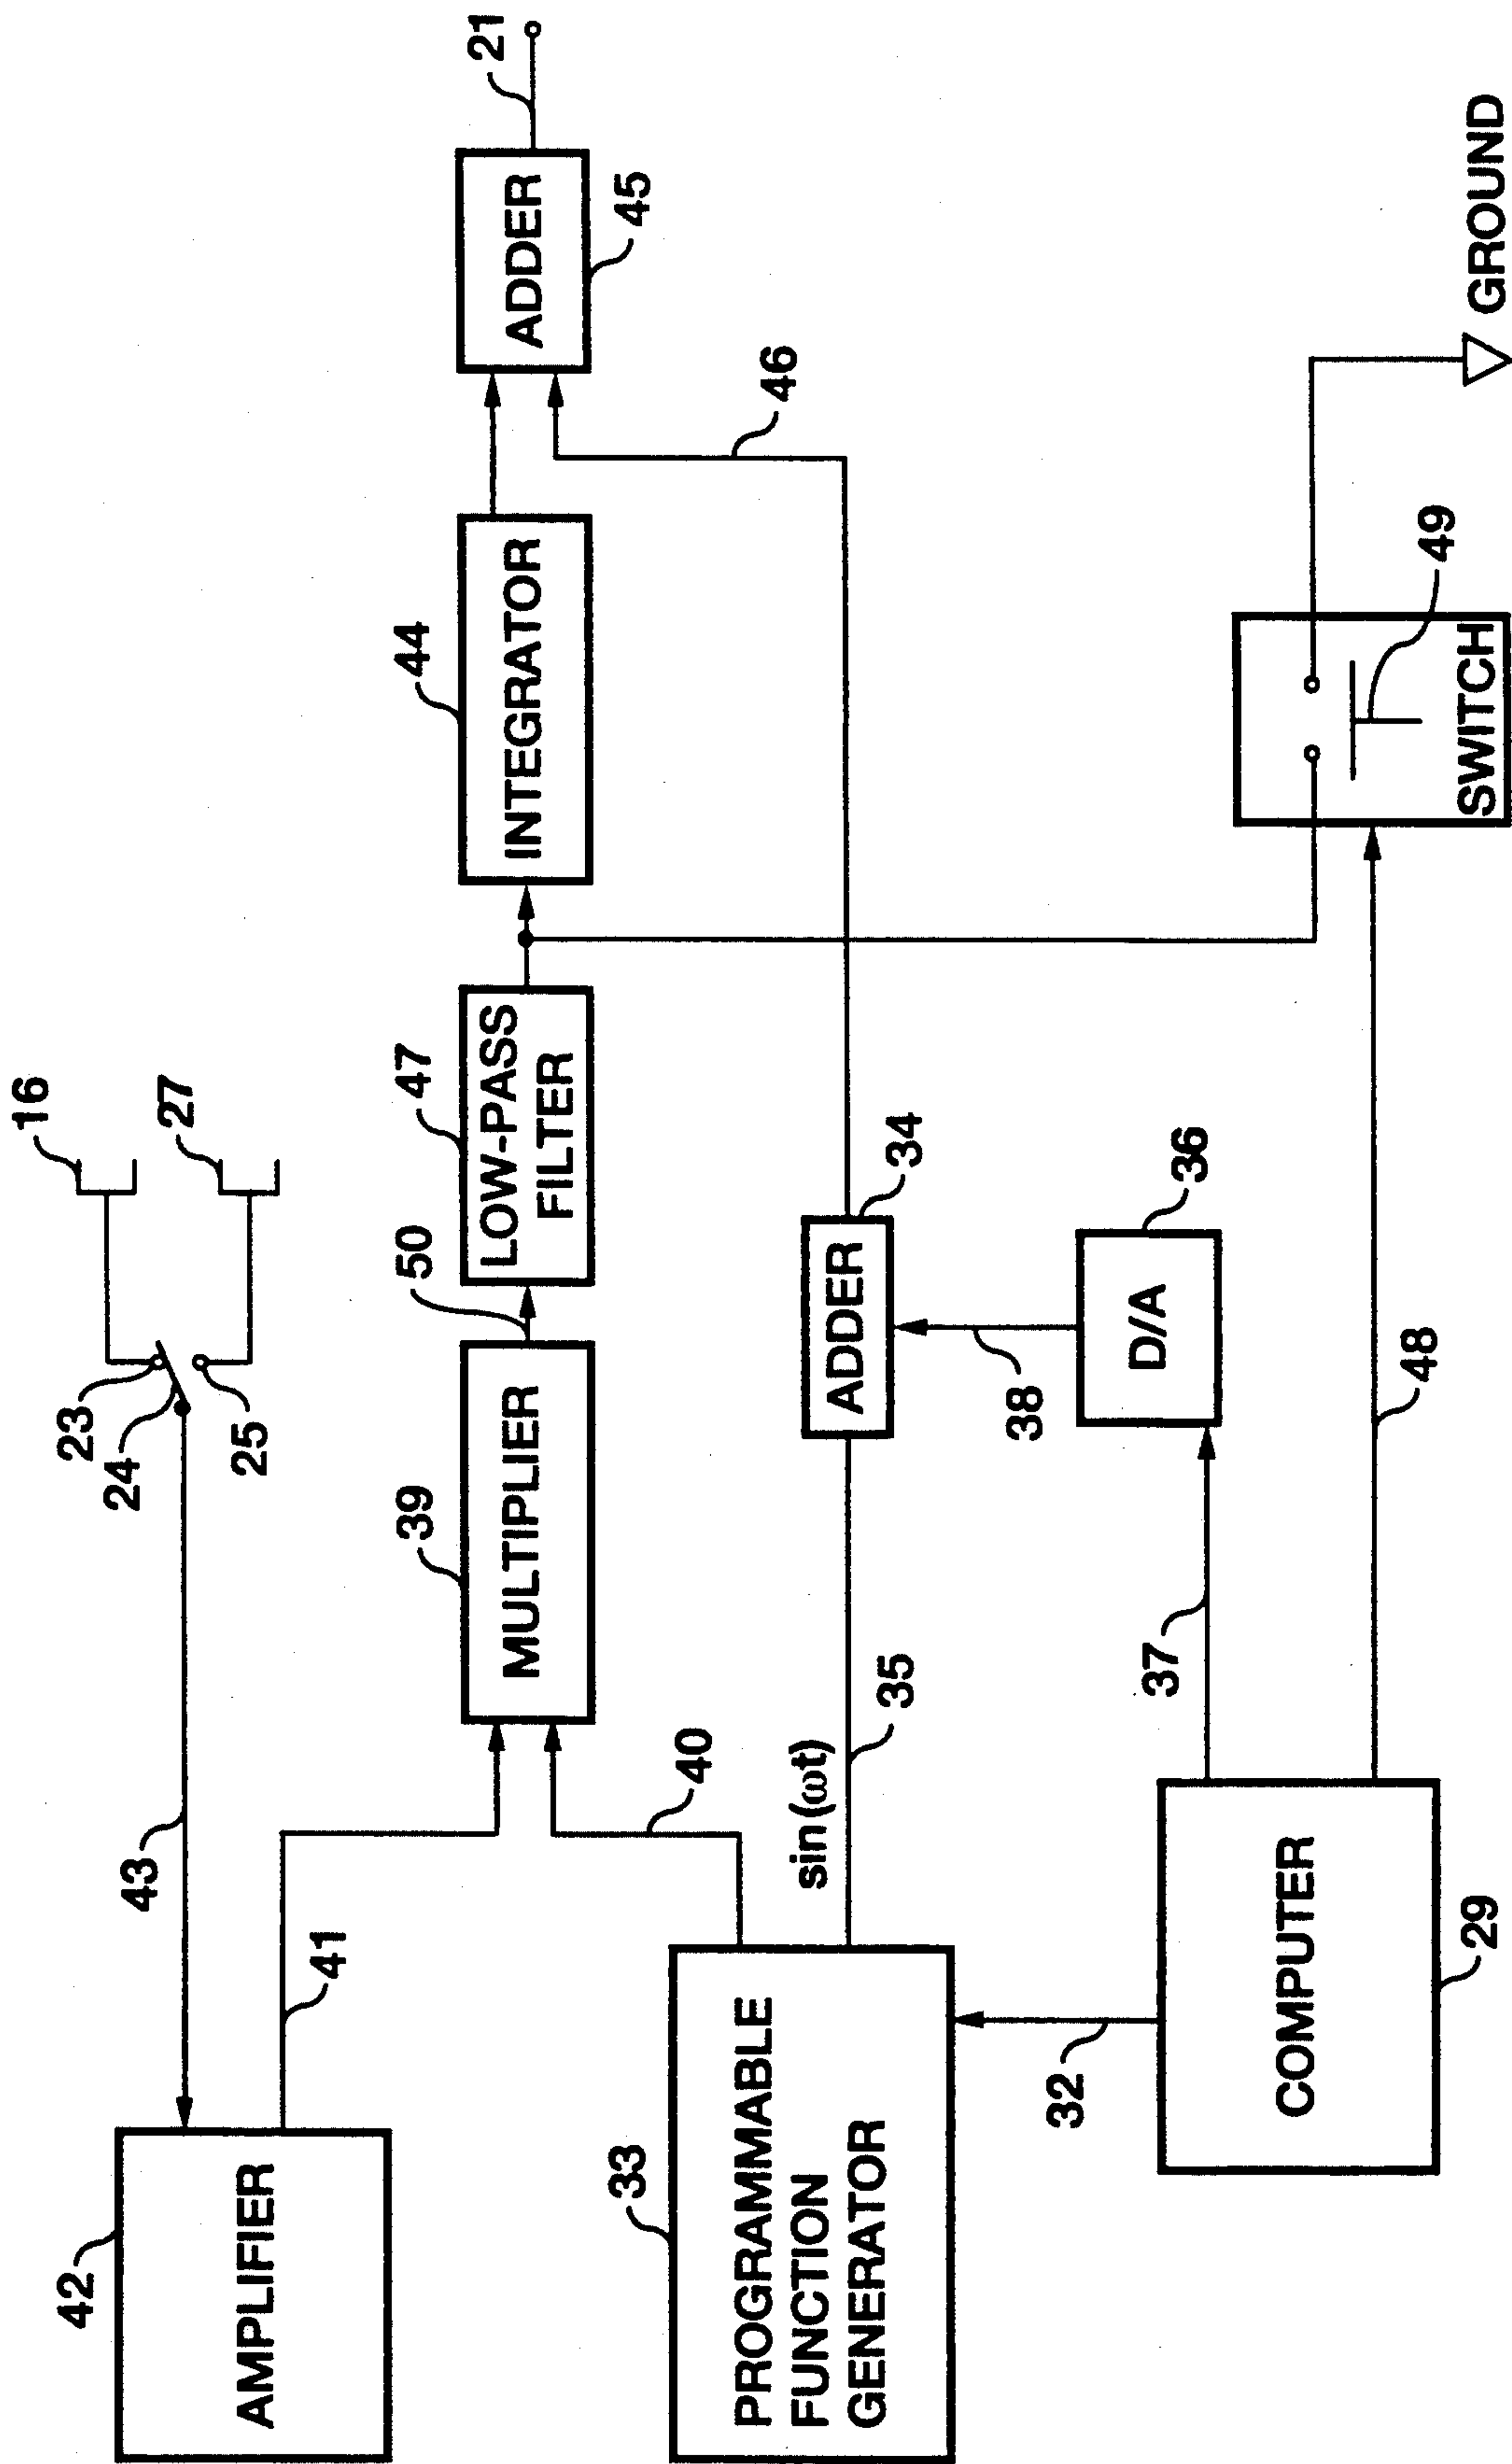 16
27
23
24
25
43
42
AMPLIFIER
41
39
MULTIPLIER
50
47
LOW-PASS
FILTER
44
INTEGRATOR
ADDER
45
21
40
46
33
PROGRAMMABLE
FUNCTION
GENERATOR
sin (ωt)
35
ADDER
34
38
D/A
36
32
37
COMPUTER
29
48
SWITCH
49
GROUND